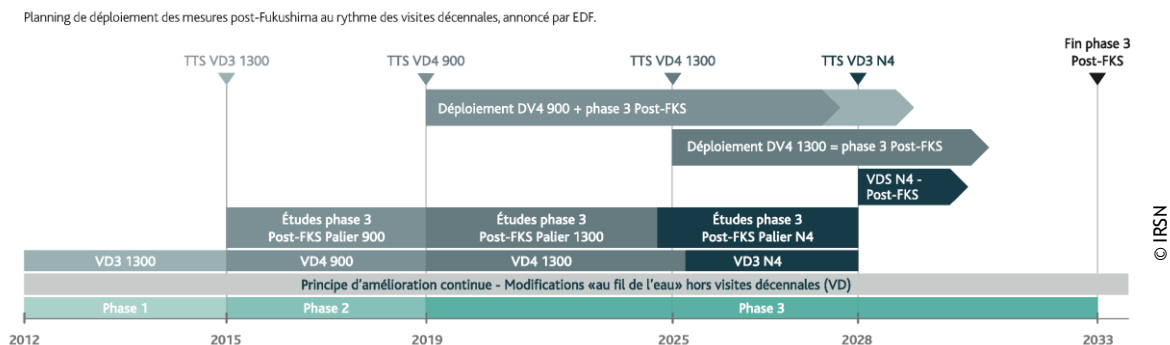 Planning de déploiement des mesures post-Fukushima au rythme des visites décennales, annoncé par EDF.
TTS VD3 1300
TTS VD4 900
TTS VD4 1300
TTS VD3 N4
Fin phase 3
Post-FKS
Déploiement DV4 900 + phase 3 Post-FKS
Déploiement DV4 1300 = phase 3 Post-FKS
VDS N4 -
Post-FKS
Études phase 3
Post-FKS Palier 900
Études phase 3
Post-FKS Palier 1300
Études phase 3
Post-FKS Palier N4
VD3 1300
VD4 900
VD4 1300
VD3 N4
Principe d'amélioration continue - Modifications «au fil de l'eau» hors visites décennales (VD)
Phase 1
Phase 2
Phase 3
2012
2015
2019
2025
2028
2033
© IRSN